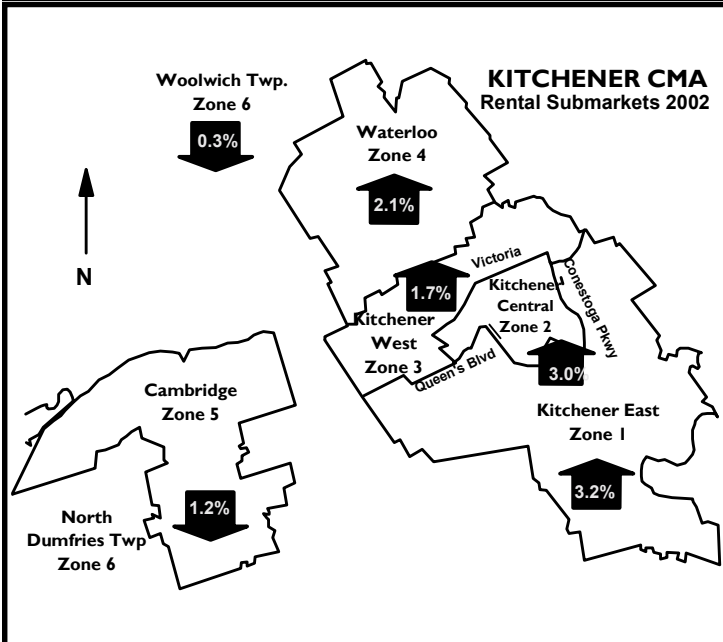 KITCHENER CMA
Rental Submarkets 2002
Woolwich Twp.
Zone 6
0.3%
Waterloo
Zone 4
2.1%
N
Victoria
Conestoga Pkwy
1.7%
Kitchener
Central
Zone 2
Kitchener
West
Zone 3
Queen's Blvd
3.0%
Cambridge
Zone 5
Kitchener East
Zone 1
3.2%
1.2%
North
Dumfries Twp
Zone 6